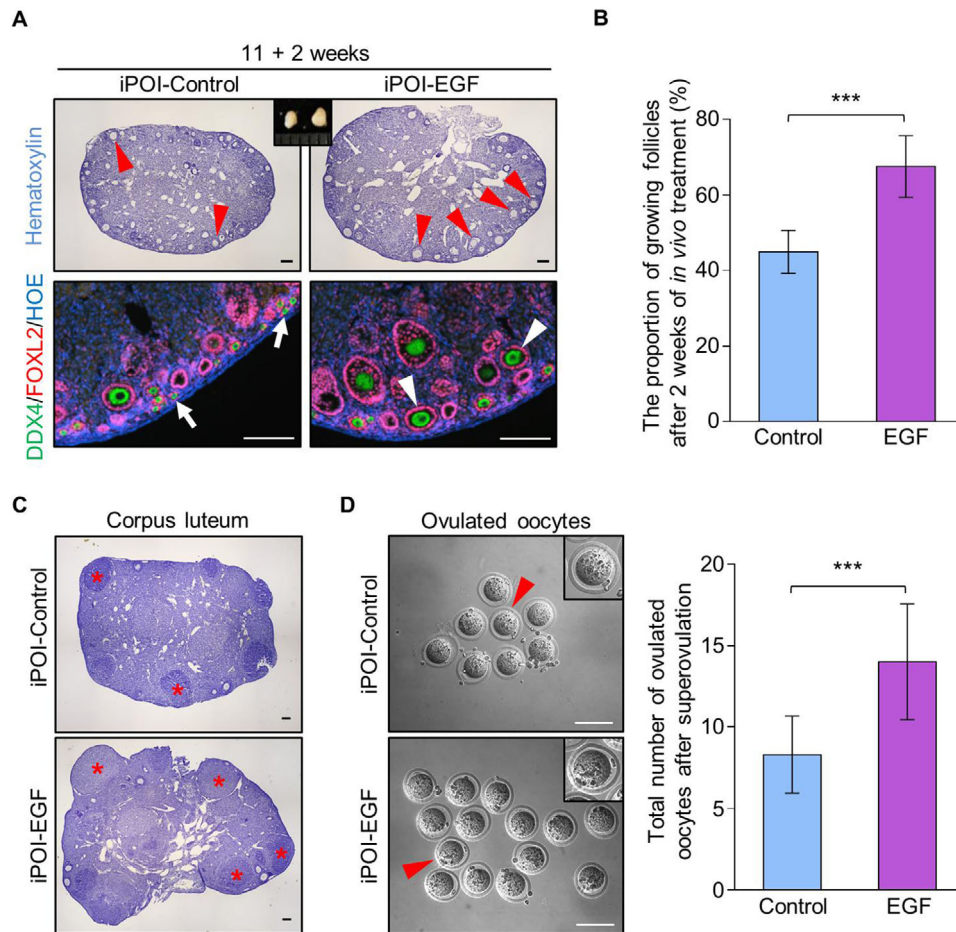 A
11 + 2 weeks
iPOI-Control
iPOI-EGF
Hematoxylin
DDX4/FOXL2/HOE
B
The proportion of growing follicles
after 2 weeks of in vivo treatment (%)
80
60
40
20
0
***
Control
EGF
C
Corpus luteum
iPOI-Control
*
*
iPOI-EGF
*
*
*
*
D
Ovulated oocytes
iPOI-Control
iPOI-EGF
Total number of ovulated
oocytes after superovulation
20
15
10
5
0
***
Control
EGF